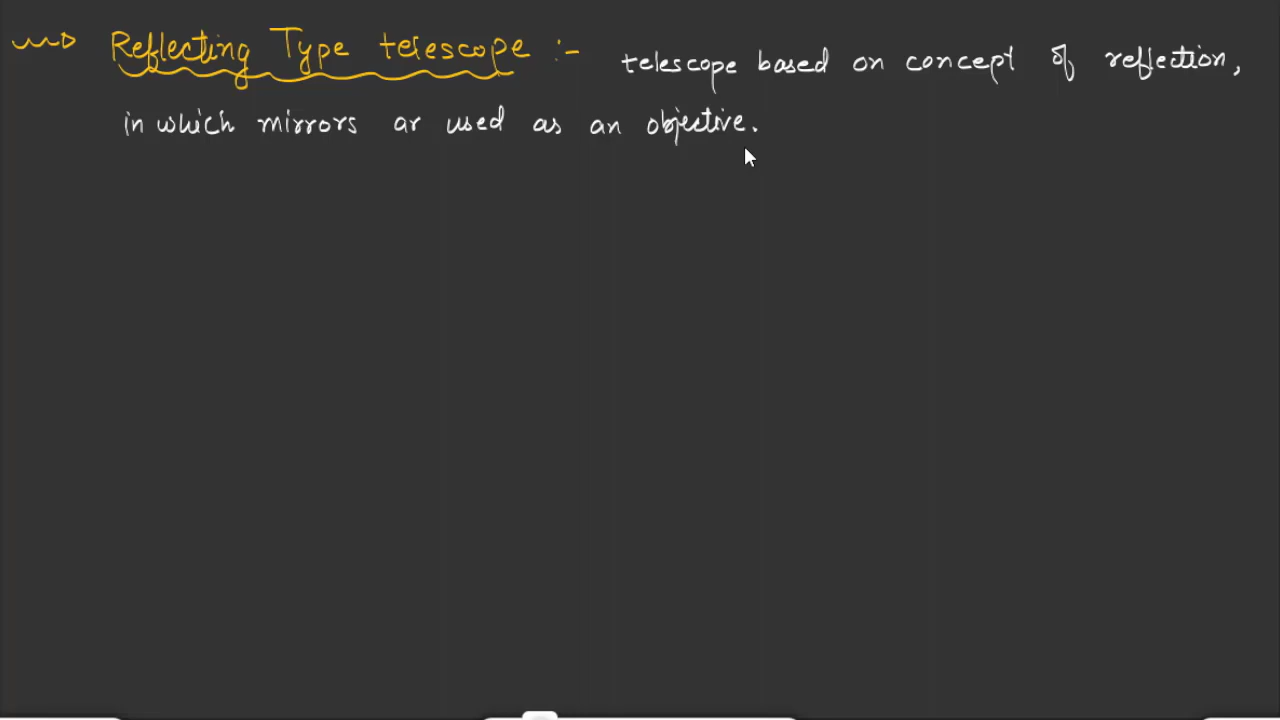 Reflecting Type telescope :- telescope based on concept of reflection,
in which mirrors ar used as an objective.